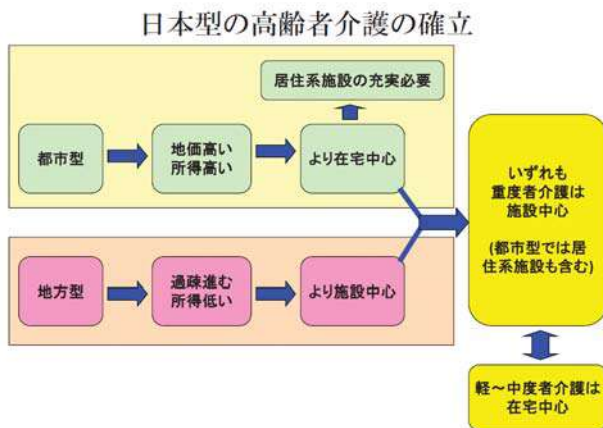 日本型の高齢者介護の確立
居住系施設の充実必要
都市型
地価高い
所得高い
より在宅中心
地方型
過疎進む
所得低い
より施設中心
いずれも
重度者介護は
施設中心
(都市型では居
住系施設も含む)
軽～中度者介護は
在宅中心